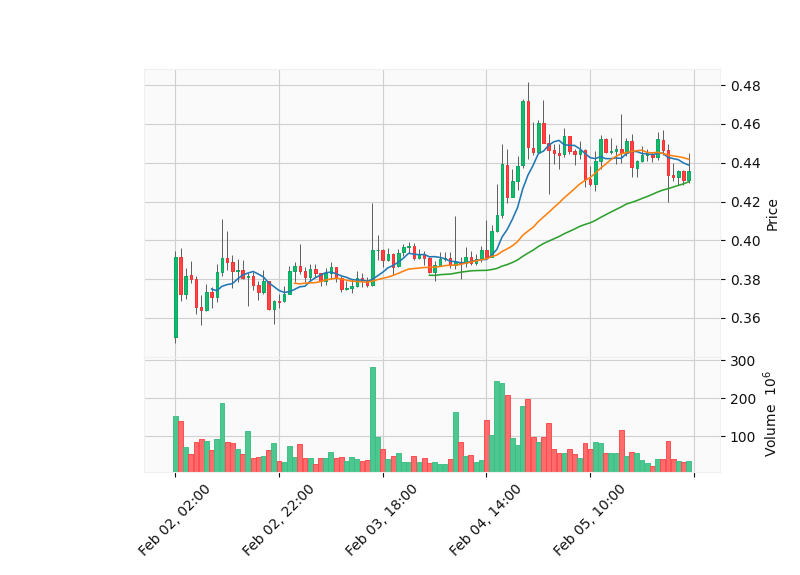 0.48
0.46
0.44
0.42
0.40
0.38
0.36
Price
300
200
100
Volume 10^6
Feb 02, 02:00
Feb 02, 22:00
Feb 03, 18:00
Feb 04, 14:00
Feb 05, 10:00